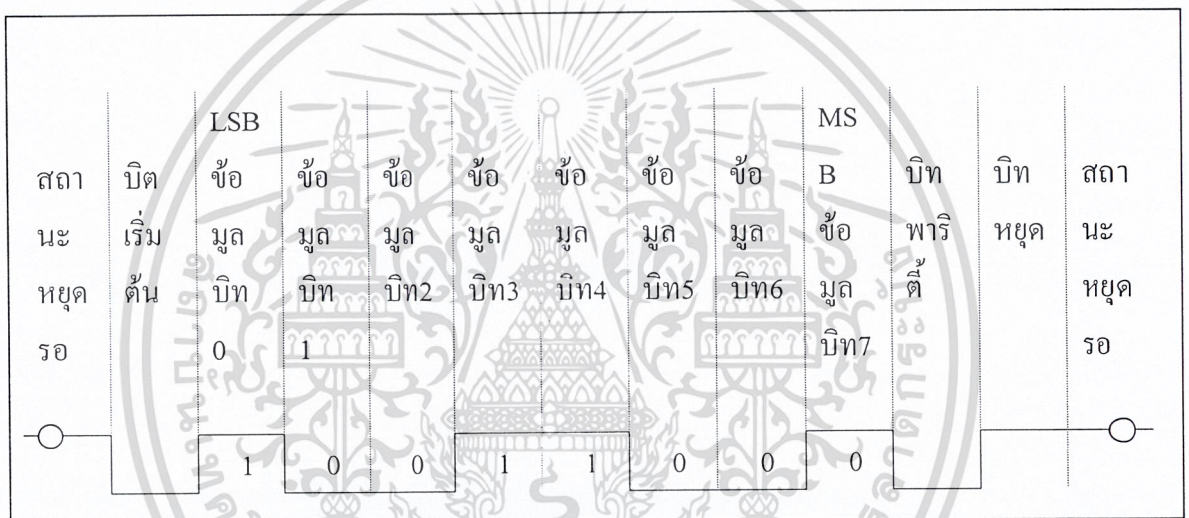 LSB MS
สถา บิต ข้อ ข้อ ข้อ ข้อ ข้อ ข้อ ข้อ B บิท บิท สถา
นะ เริ่ม มูล มูล มูล มูล มูล มูล มูล ข้อ พาริ หยุด นะ
หยุด ต้น บิท บิท บิท2 บิท3 บิท4 บิท5 บิท6 มูล ตี้ หยุด
รอ 0 1 บิท7 รอ
1 0 0 1 1 0 0 0